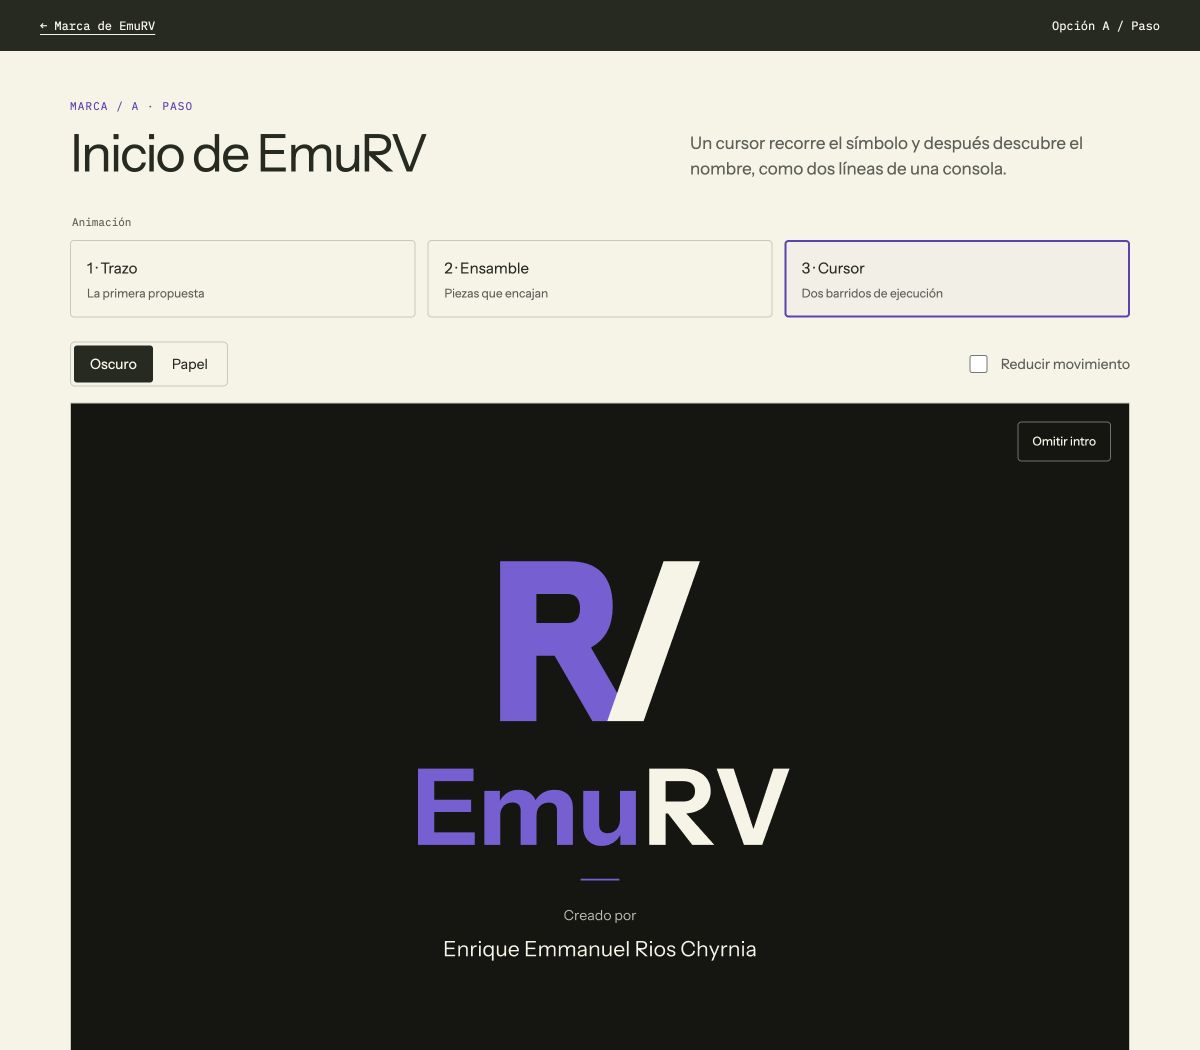 ← Marca de EmuRV
Opción A / Paso
MARCA / A · PASO
Inicio de EmuRV
Un cursor recorre el símbolo y después descubre el
nombre, como dos líneas de una consola.
Animación
1 · Trazo
La primera propuesta
2 · Ensamble
Piezas que encajan
3 · Cursor
Dos barridos de ejecución
Oscuro
Papel
Reducir movimiento
Omitir intro
R/
EmuRV
Creado por
Enrique Emmanuel Rios Chyrnia